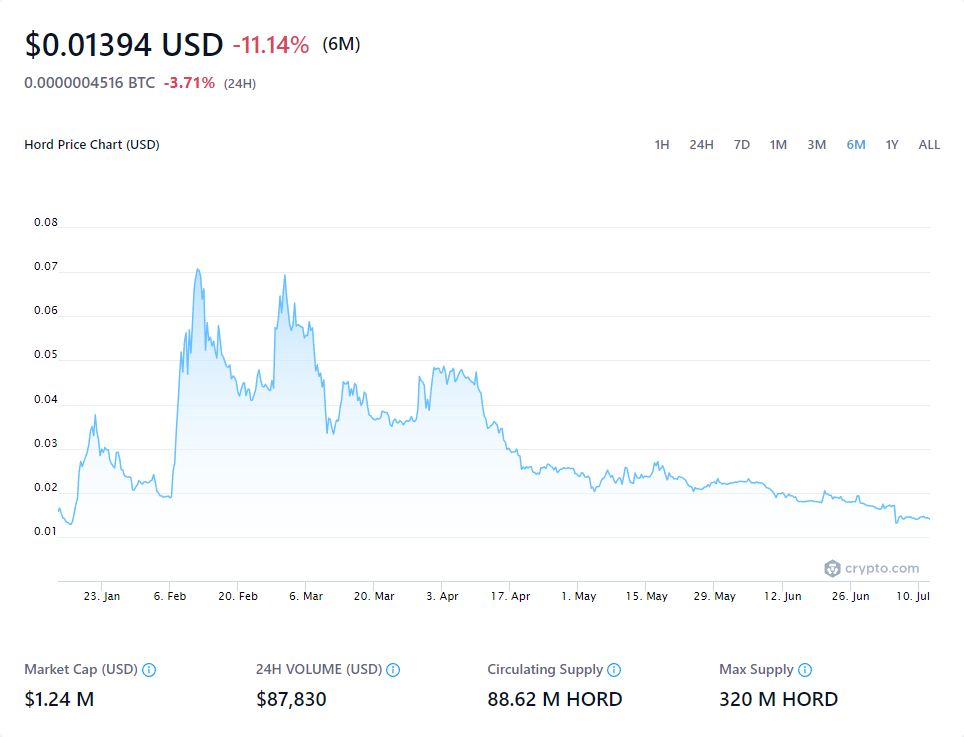 $0.01394 USD -11.14% (6M)
0.0000004516 BTC -3.71% (24H)
Hord Price Chart (USD) 1H 24H 7D 1M 3M 6M 1Y ALL
0.08
0.07
0.06
0.05
0.04
0.03
0.02
0.01
crypto.com
23. Jan 6. Feb 20. Feb 6. Mar 20. Mar 3. Apr 17. Apr 1. May 15. May 29. May 12. Jun 26. Jun 10. Jul
Market Cap (USD) 24H VOLUME (USD) Circulating Supply Max Supply
$1.24 M $87,830 88.62 M HORD 320 M HORD